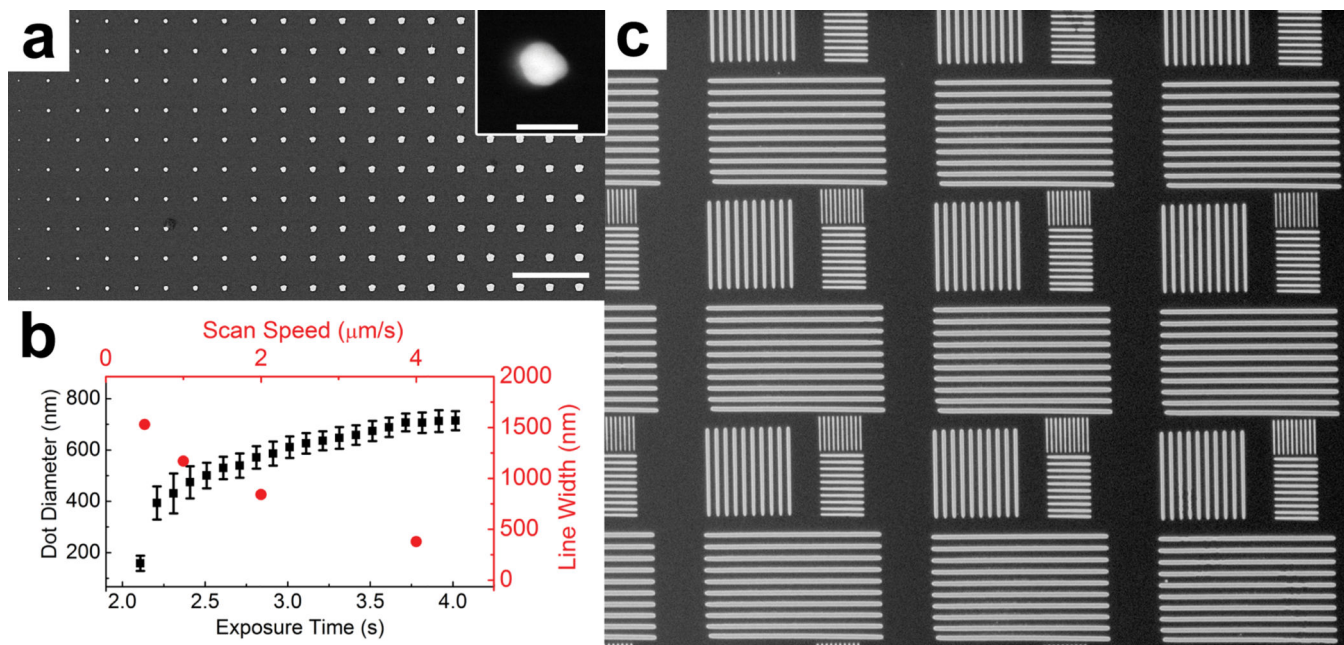 a
c
b
Scan Speed (μm/s)
0 2 4
Dot Diameter (nm)
800
600
400
200
2000
1500
1000
500
0
Line Width (nm)
2.0 2.5 3.0 3.5 4.0
Exposure Time (s)